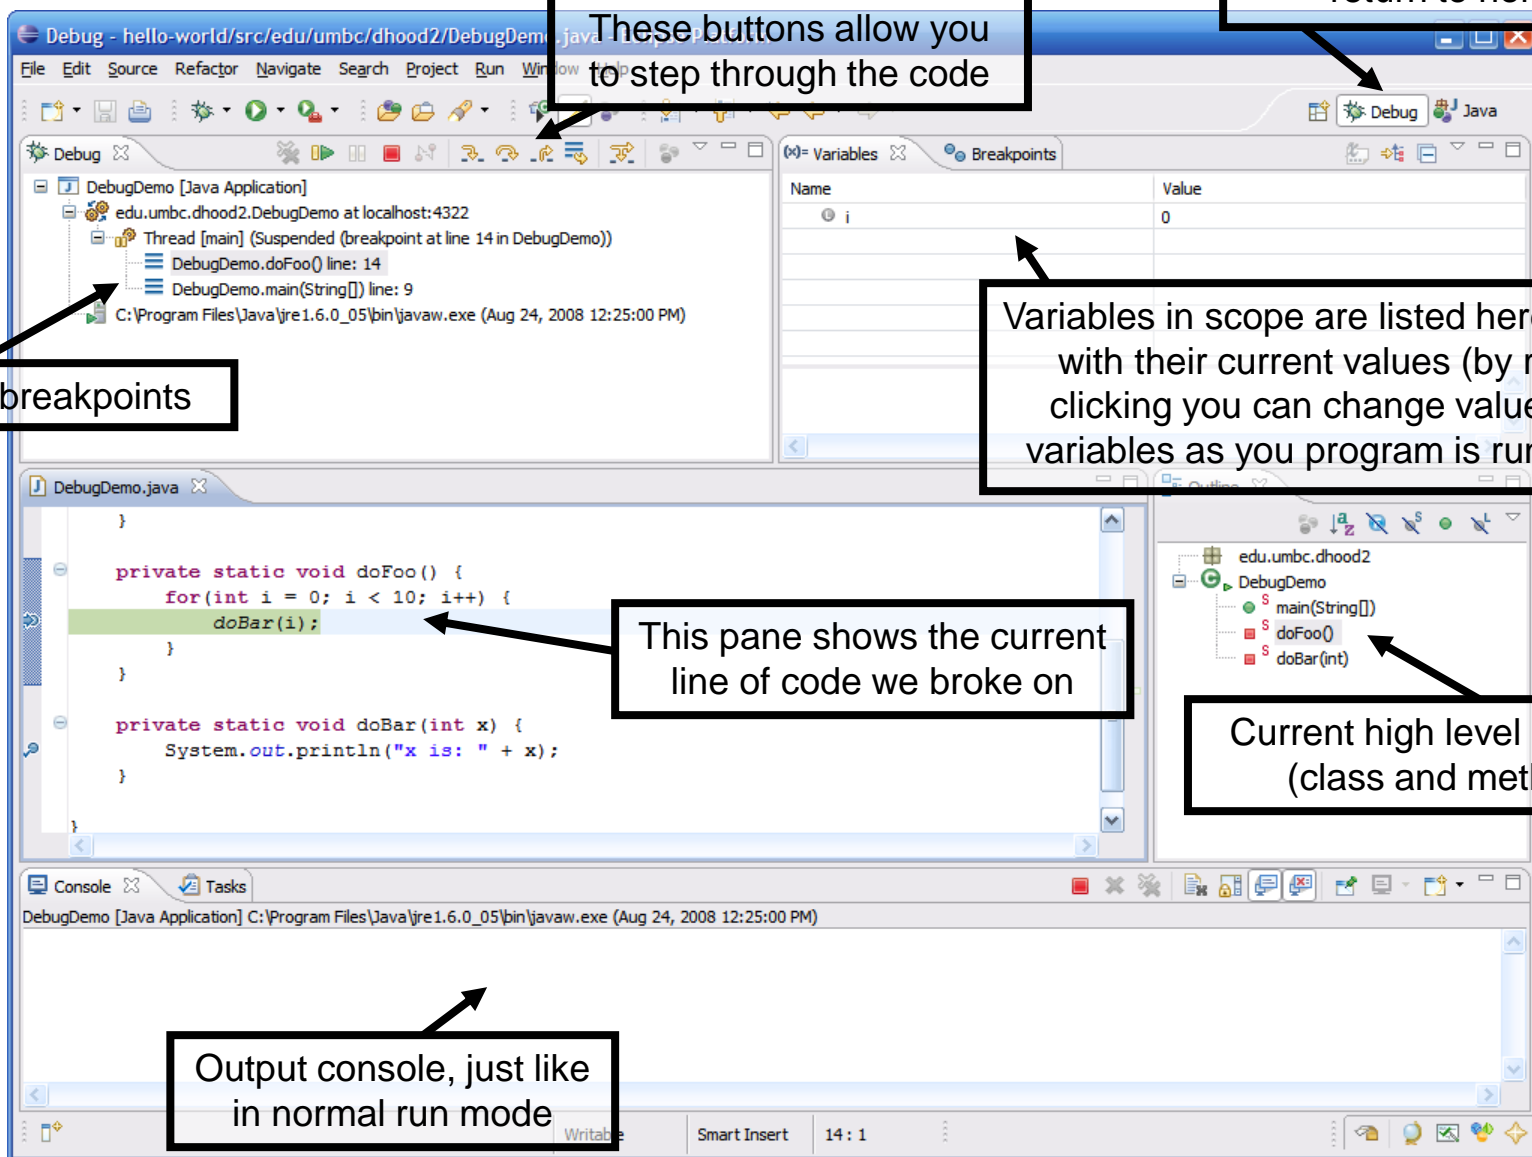 These buttons allow you
to step through the code
return to
Debug - hello-world/src/edu/umbc/dhood2/DebugDemo.java
File Edit Source Refactor Navigate Search Project Run Window
Debug Java
Debug
DebugDemo [Java Application]
edu.umbc.dhood2.DebugDemo at localhost:4322
Thread [main] (Suspended (breakpoint at line 14 in DebugDemo))
DebugDemo.doFoo() line: 14
DebugDemo.main(String[]) line: 9
C:\Program Files\Java\jre1.6.0_05\bin\javaw.exe (Aug 24, 2008 12:25:00 PM)
breakpoints
(x)= Variables Breakpoints
Name Value
i 0
Variables in scope are listed here
with their current values (by
clicking you can change value
variables as you program is
DebugDemo.java
}
private static void doFoo() {
for(int i = 0; i < 10; i++) {
doBar(i);
}
}
private static void doBar(int x) {
System.out.println("x is: " + x);
}
}
This pane shows the current
line of code we broke on
Outline
edu.umbc.dhood2
DebugDemo
S main(String[])
S doFoo()
S doBar(int)
Current high level
(class and
Console Tasks
DebugDemo [Java Application] C:\Program Files\Java\jre1.6.0_05\bin\javaw.exe (Aug 24, 2008 12:25:00 PM)
Output console, just like
in normal run mode
Writable Smart Insert 14 : 1